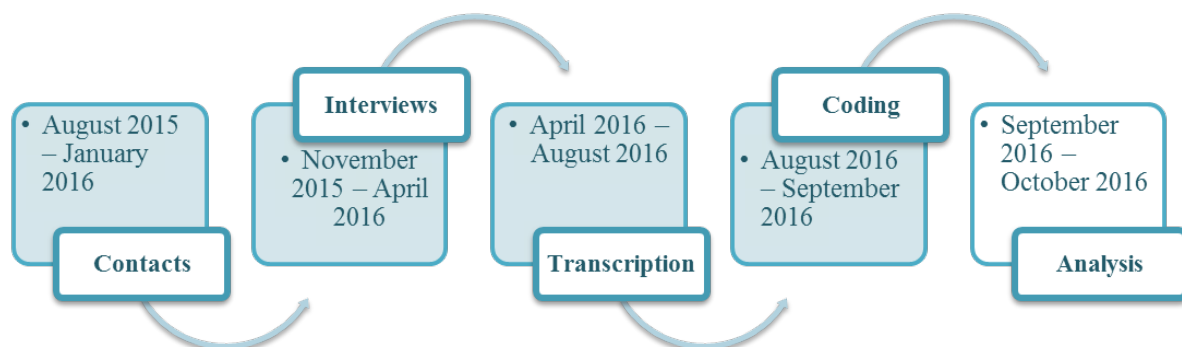 • August 2015
– January
2016
Contacts
Interviews
• November
2015 – April
2016
• April 2016 –
August 2016
Transcription
Coding
• August 2016
– September
2016
• September
2016 –
October 2016
Analysis